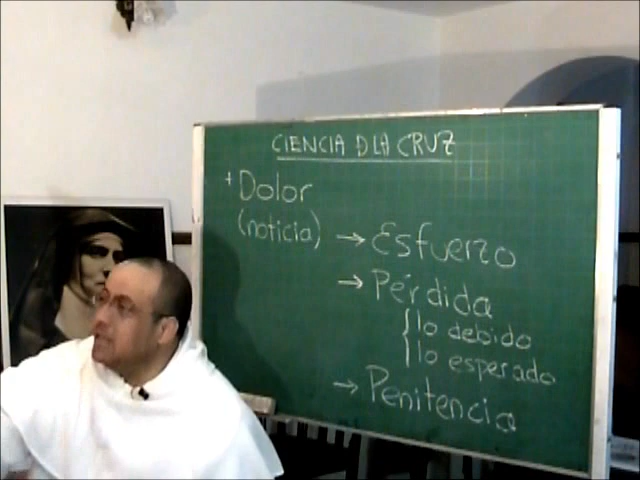 CIENCIA D LA CRUZ
+ Dolor
(noticia) → Esfuerzo
→ Pérdida
{ lo debido
lo esperado
→ Penitencia